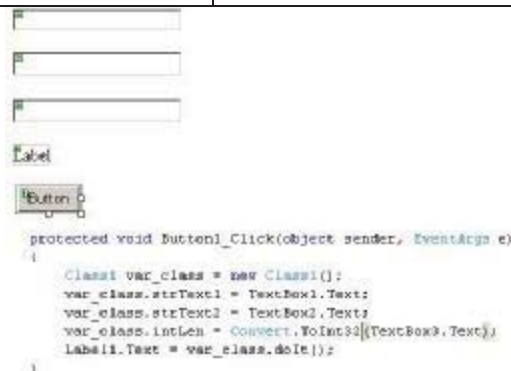 Label
Button
protected void Button1_Click(object sender, EventArgs e)
{
Class1 var_class = new Class1();
var_class.strText1 = TextBox1.Text;
var_class.strText2 = TextBox2.Text;
var_class.intLen = Convert.ToInt32(TextBox3.Text);
Label1.Text = var_class.doIt();
}